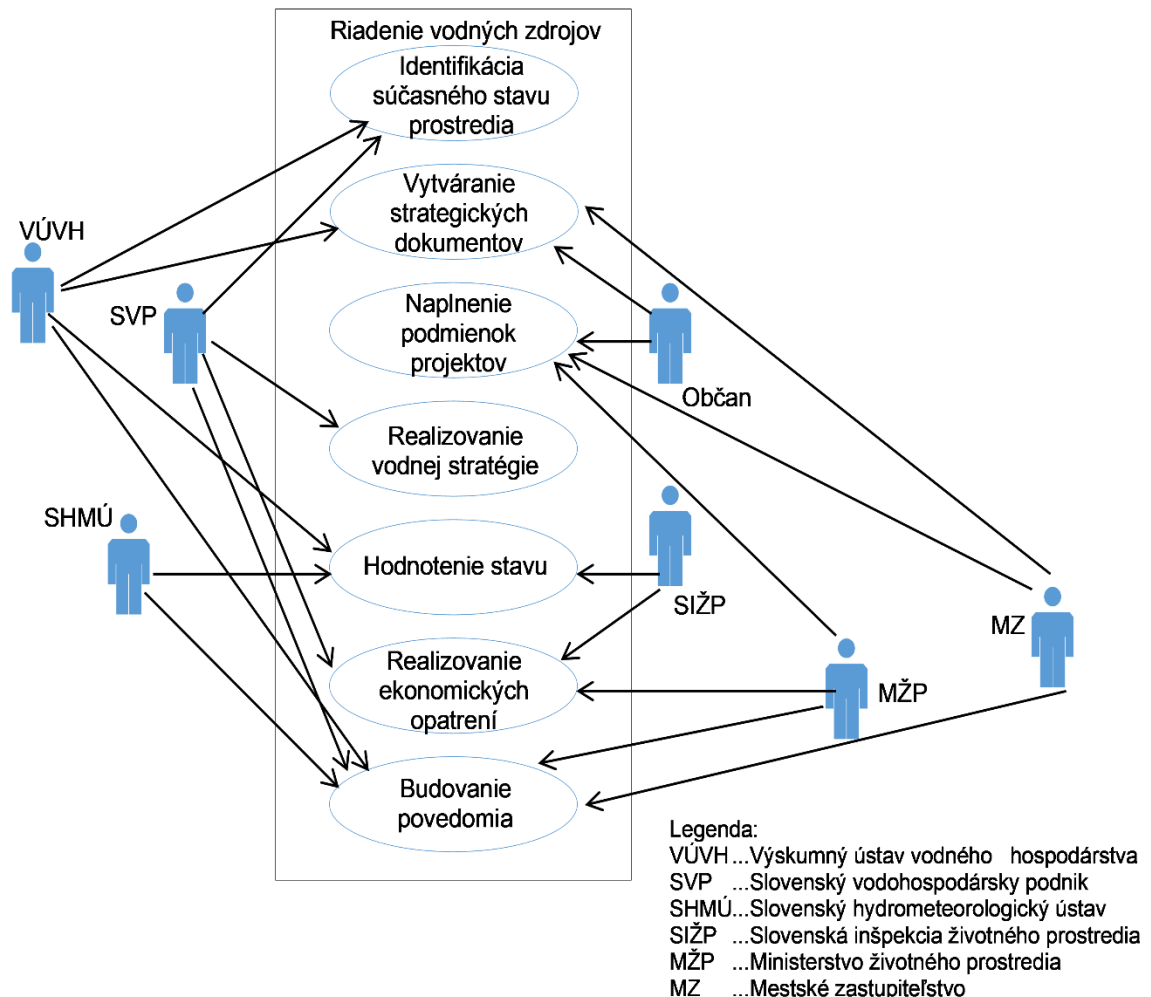 Riadenie vodných zdrojov
Identifikácia
súčasného stavu
prostredia
Vytváranie
strategických
dokumentov
VÚVH
SVP
Naplnenie
podmienok
projektov
Občan
Realizovanie
vodnej stratégie
SHMÚ
Hodnotenie stavu
SIŽP
MZ
Realizovanie
ekonomických
opatrení
MŽP
Budovanie
povedomia
Legenda:
VÚVH ...Výskumný ústav vodného hospodárstva
SVP ...Slovenský vodohospodársky podnik
SHMÚ...Slovenský hydrometeorologický ústav
SIŽP ...Slovenská inšpekcia životného prostredia
MŽP ...Ministerstvo životného prostredia
MZ ...Mestské zastupiteľstvo